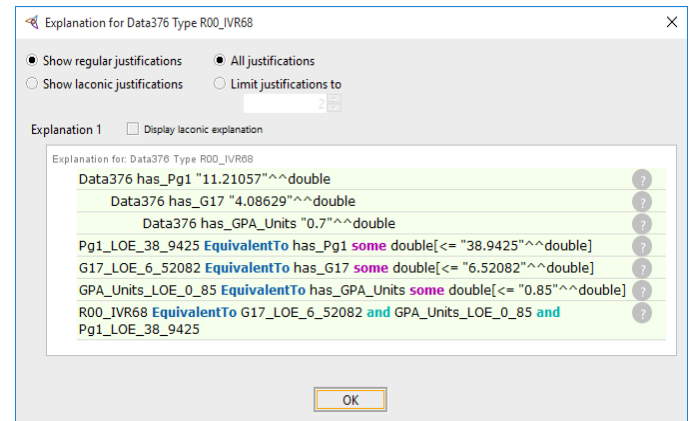 Explanation for Data376 Type R00_IVR68
Show regular justifications All justifications
Show laconic justifications Limit justifications to
2
Explanation 1 Display laconic explanation
Explanation for: Data376 Type R00_IVR68
Data376 has_Pg1 "11.21057"^^double
Data376 has_G17 "4.08629"^^double
Data376 has_GPA_Units "0.7"^^double
Pg1_LOE_38_9425 EquivalentTo has_Pg1 some double[<= "38.9425"^^double]
G17_LOE_6_52082 EquivalentTo has_G17 some double[<= "6.52082"^^double]
GPA_Units_LOE_0_85 EquivalentTo has_GPA_Units some double[<= "0.85"^^double]
R00_IVR68 EquivalentTo G17_LOE_6_52082 and GPA_Units_LOE_0_85 and
Pg1_LOE_38_9425
OK